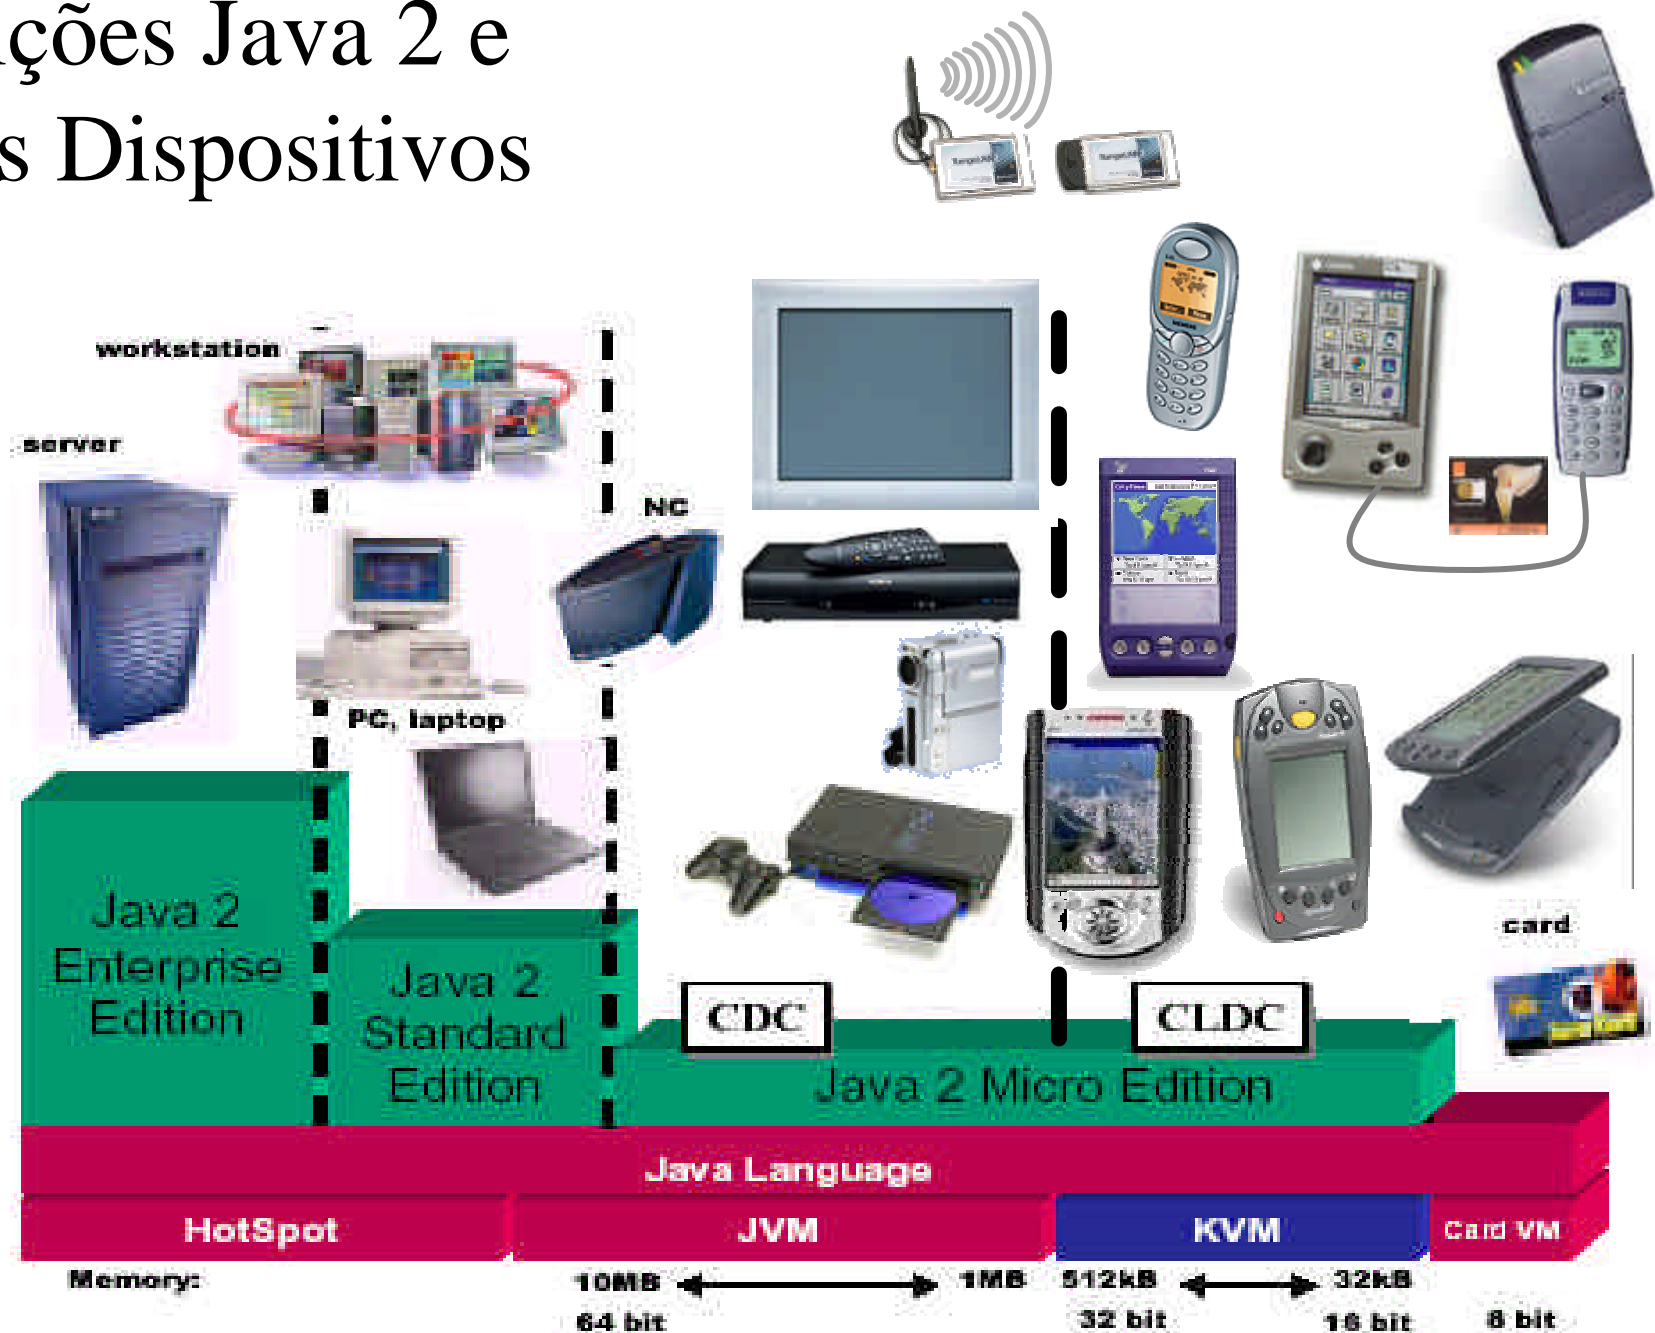 ições Java 2 e
s Dispositivos
workstation
server
NC
PC, laptop
card
Java 2
Enterprise
Edition
Java 2
Standard
Edition
CDC
CLDC
Java 2 Micro Edition
Java Language
HotSpot
JVM
KVM
Card VM
Memory:
10MB
1MB
512kB
32kB
64 bit
32 bit
16 bit
8 bit